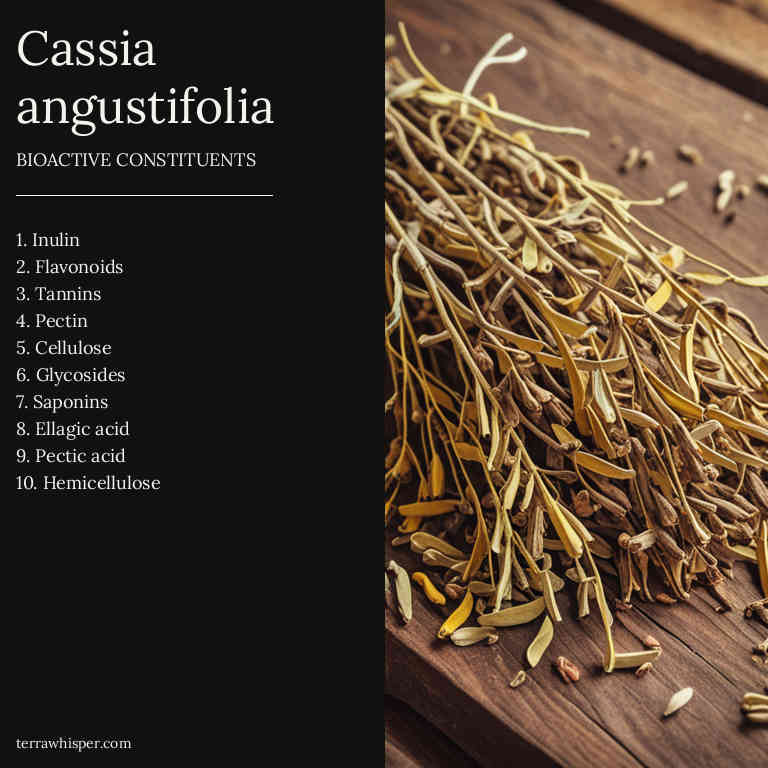 Cassia
angustifolia
BIOACTIVE CONSTITUENTS
1. Inulin
2. Flavonoids
3. Tannins
4. Pectin
5. Cellulose
6. Glycosides
7. Saponins
8. Ellagic acid
9. Pectic acid
10. Hemicellulose
terrawhisper.com